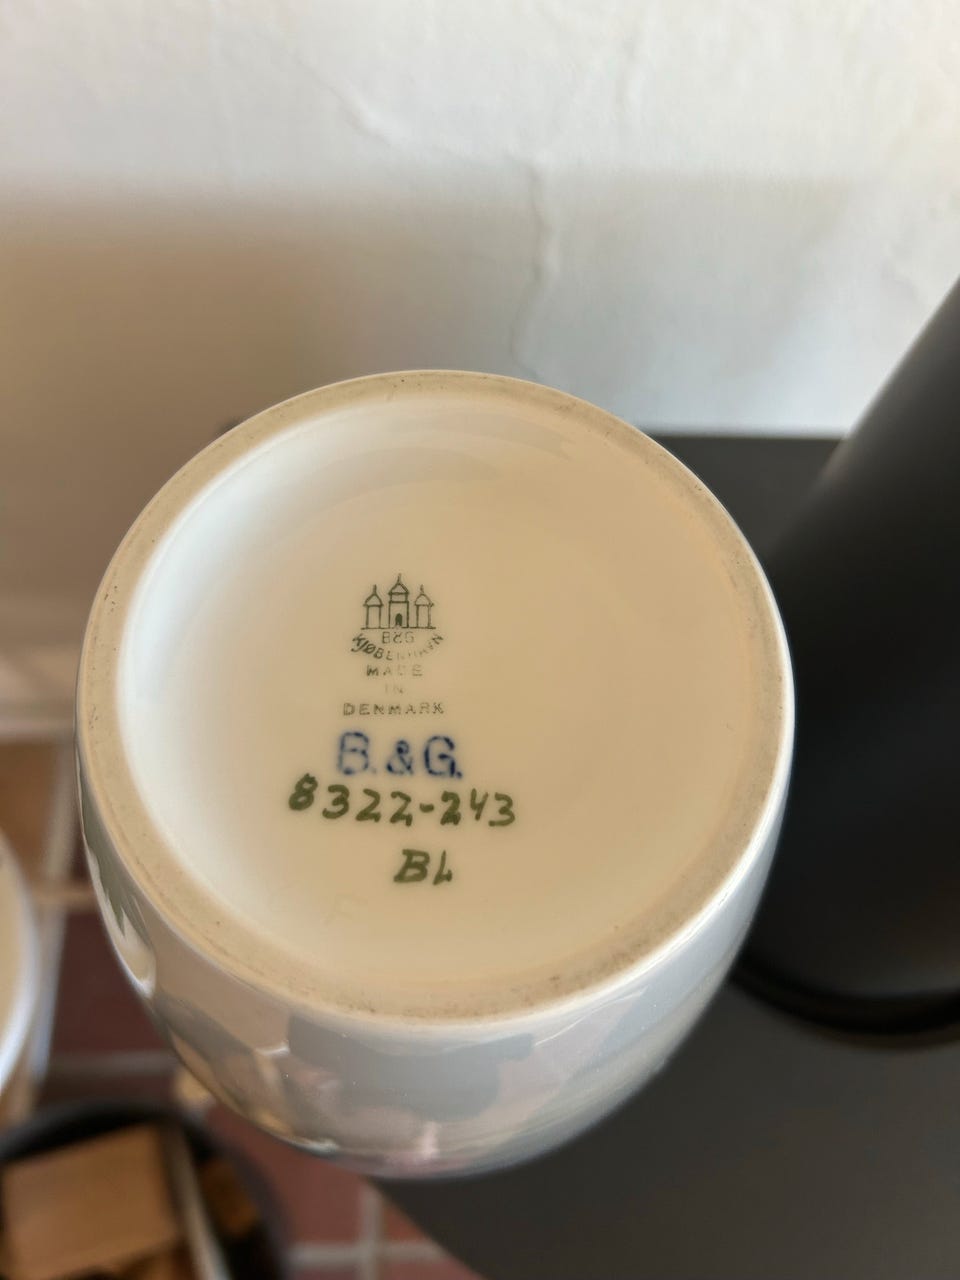 B&G
KJØBENHAVN
MADE
IN
DENMARK
B.&G.
8322-243
BL